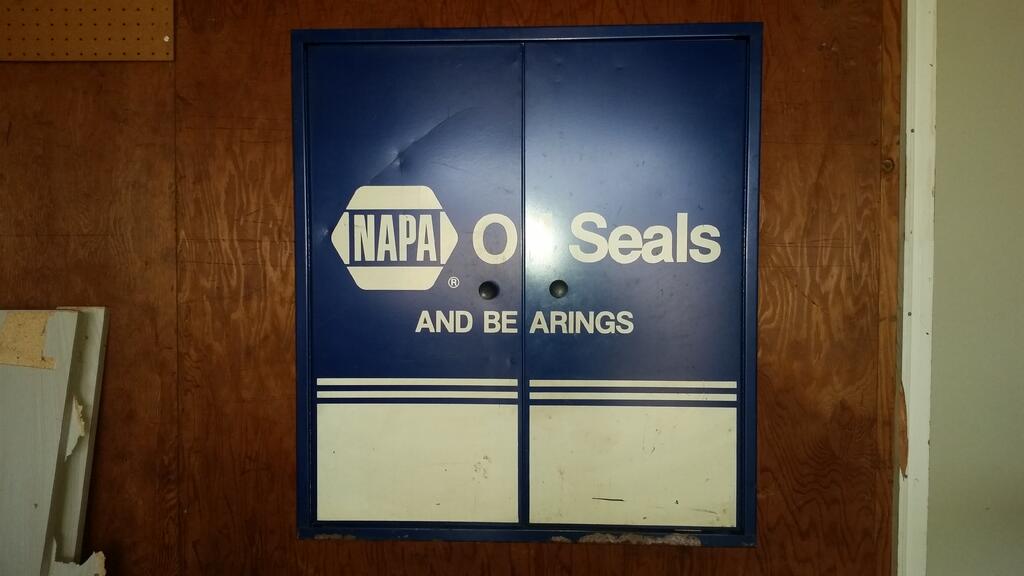 NAPA ® Oil Seals
AND BEARINGS